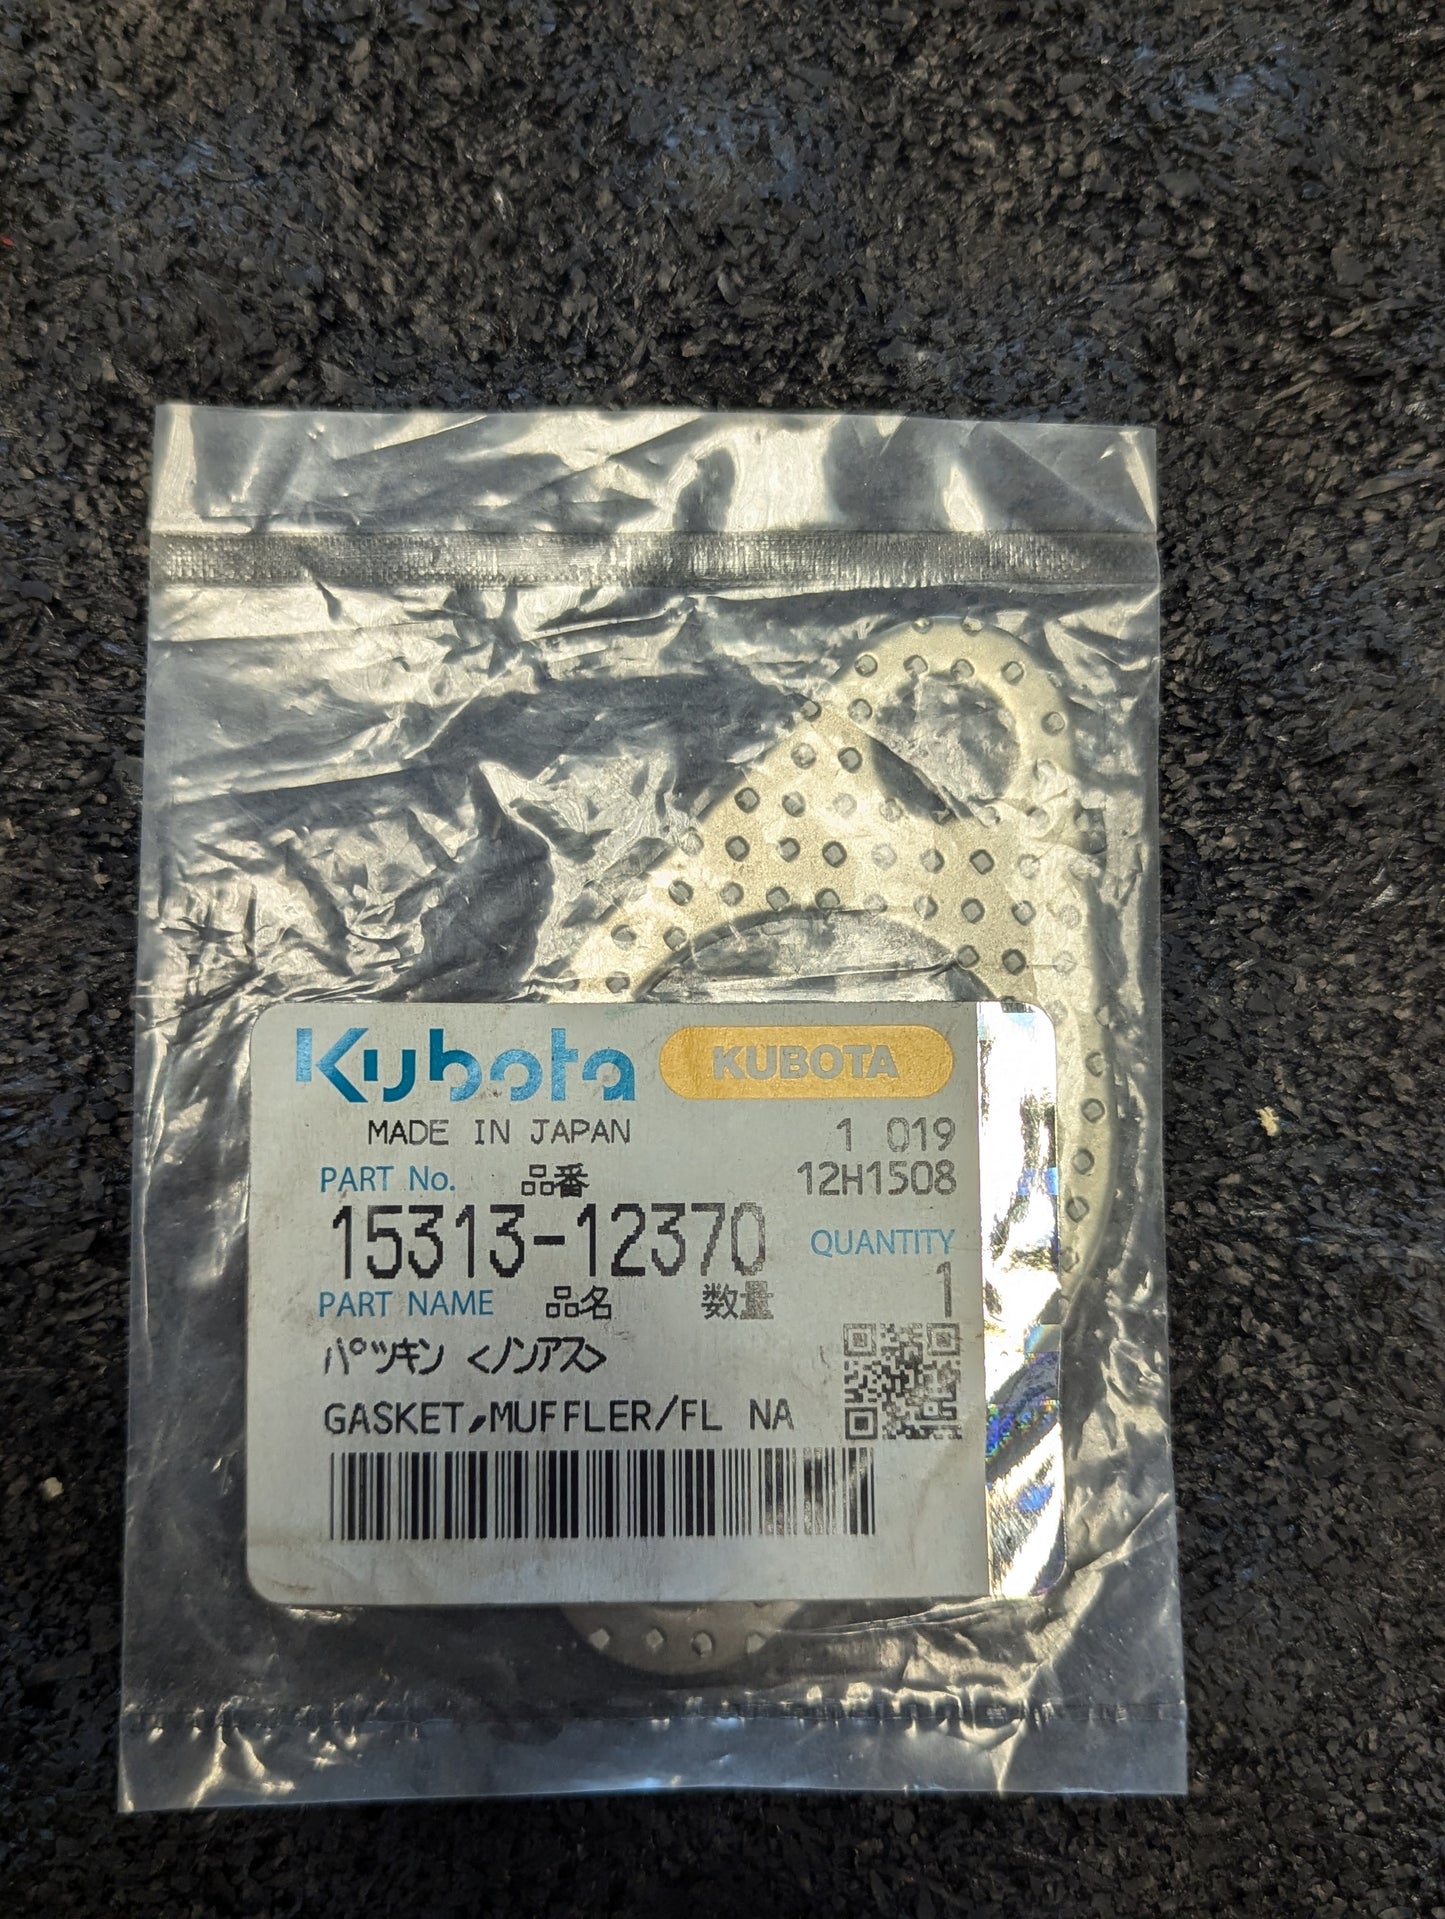 Kubota KUBOTA
MADE IN JAPAN 1 019
PART No. 品番 12H1508
15313-12370 QUANTITY
PART NAME 品名 数量 1
パツキン <ノンアス>
GASKET,MUFFLER/FL NA